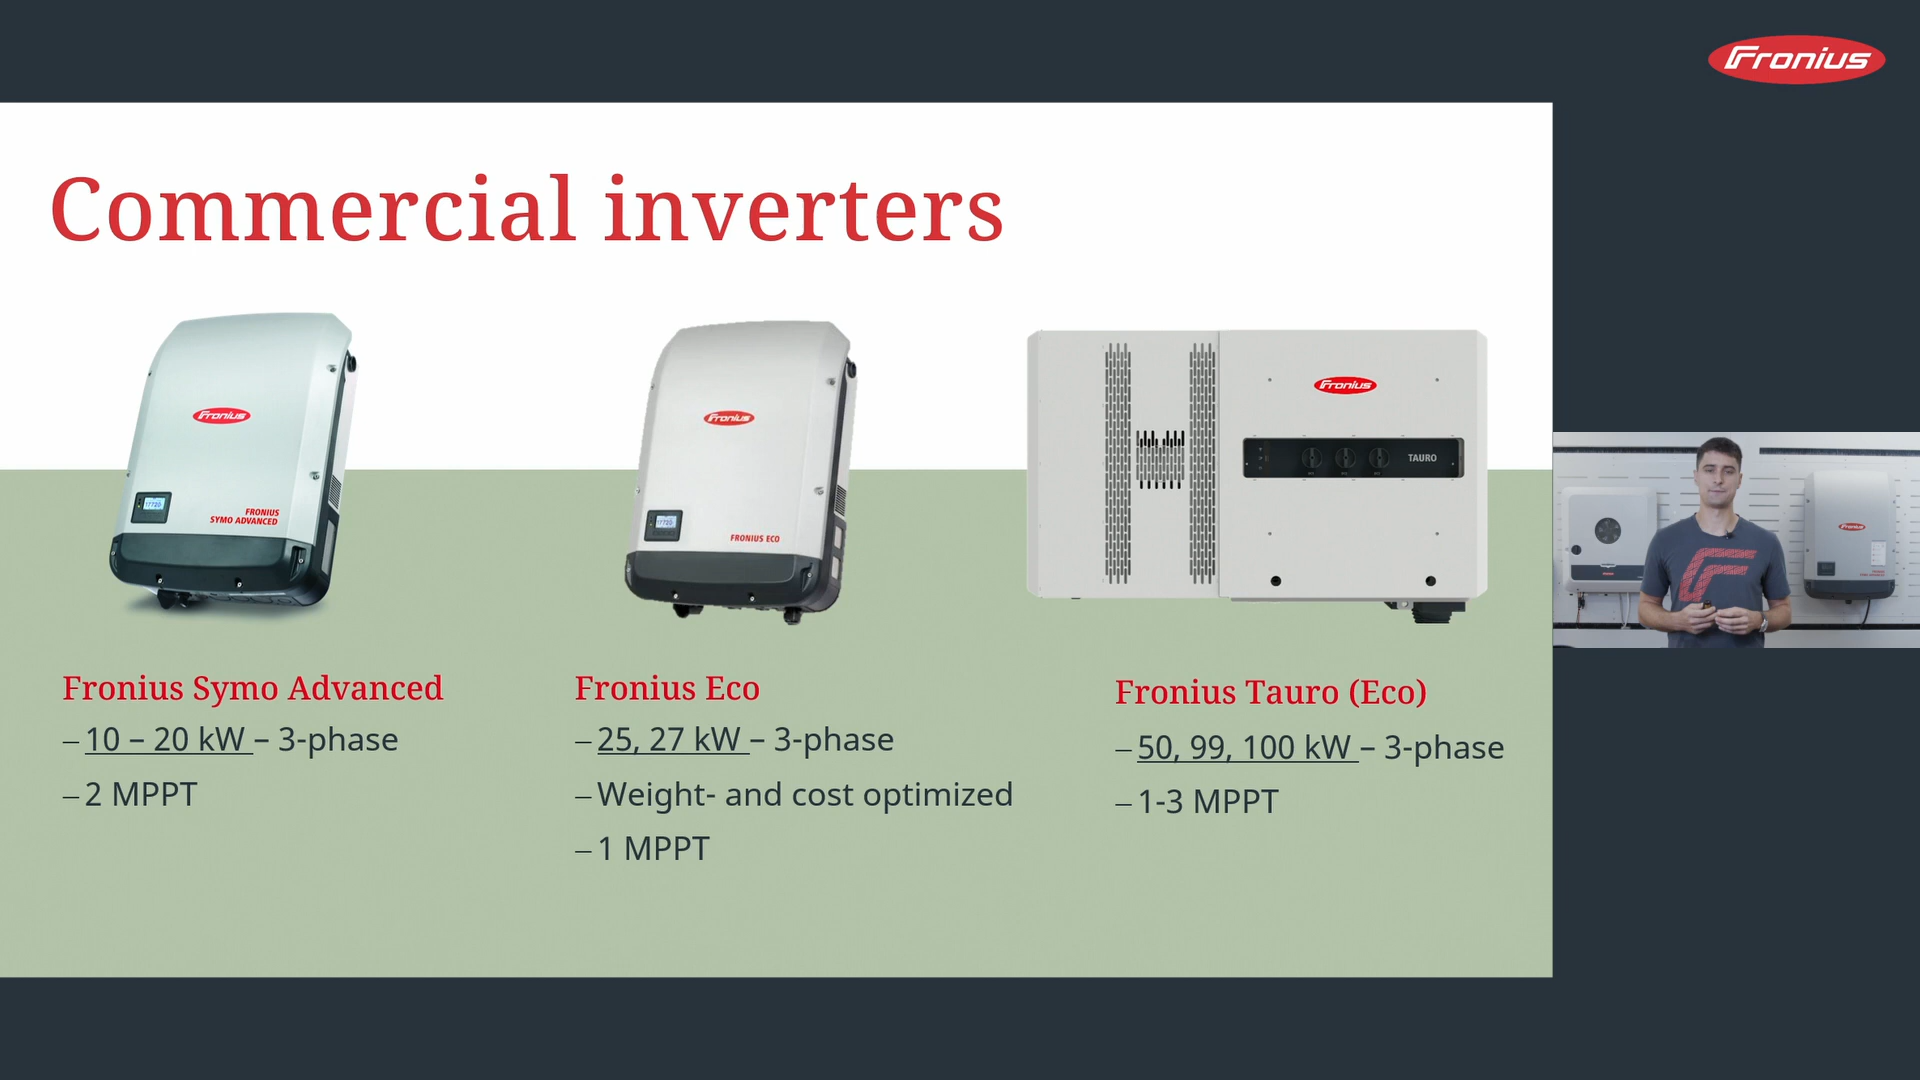 Fronius
Commercial inverters
Fronius
FRONIUS
SYMO ADVANCED
Fronius
FRONIUS ECO
Fronius
TAURO
Fronius Symo Advanced
– 10 – 20 kW – 3-phase
– 2 MPPT
Fronius Eco
– 25, 27 kW – 3-phase
– Weight- and cost optimized
– 1 MPPT
Fronius Tauro (Eco)
– 50, 99, 100 kW – 3-phase
– 1-3 MPPT
Fronius